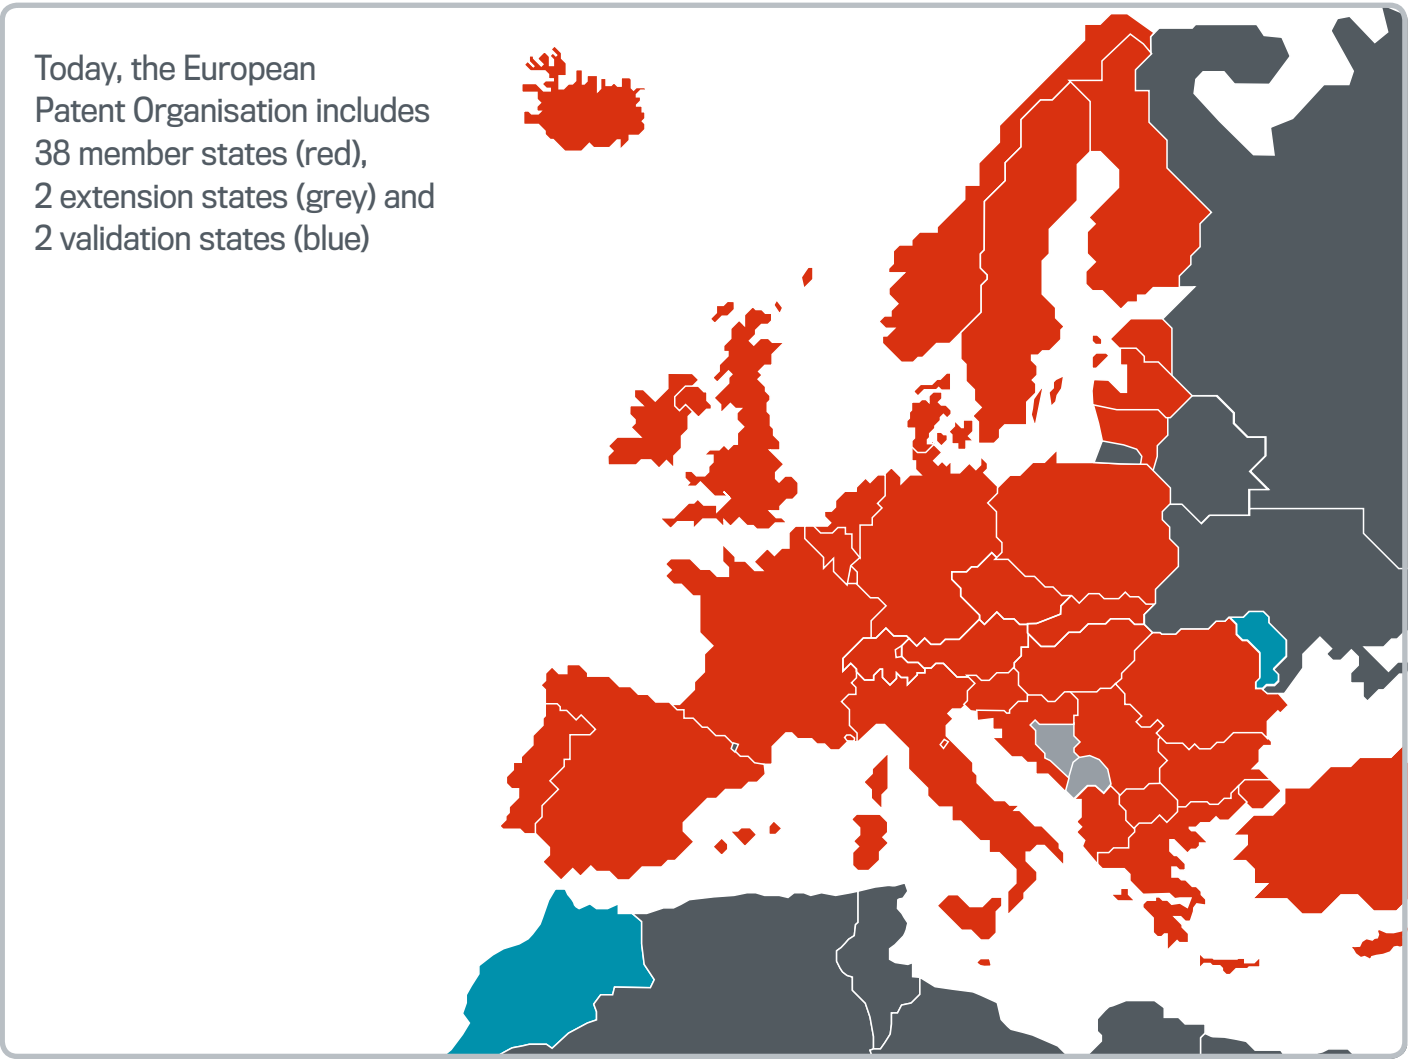 Today, the European
Patent Organisation includes
38 member states (red),
2 extension states (grey) and
2 validation states (blue)